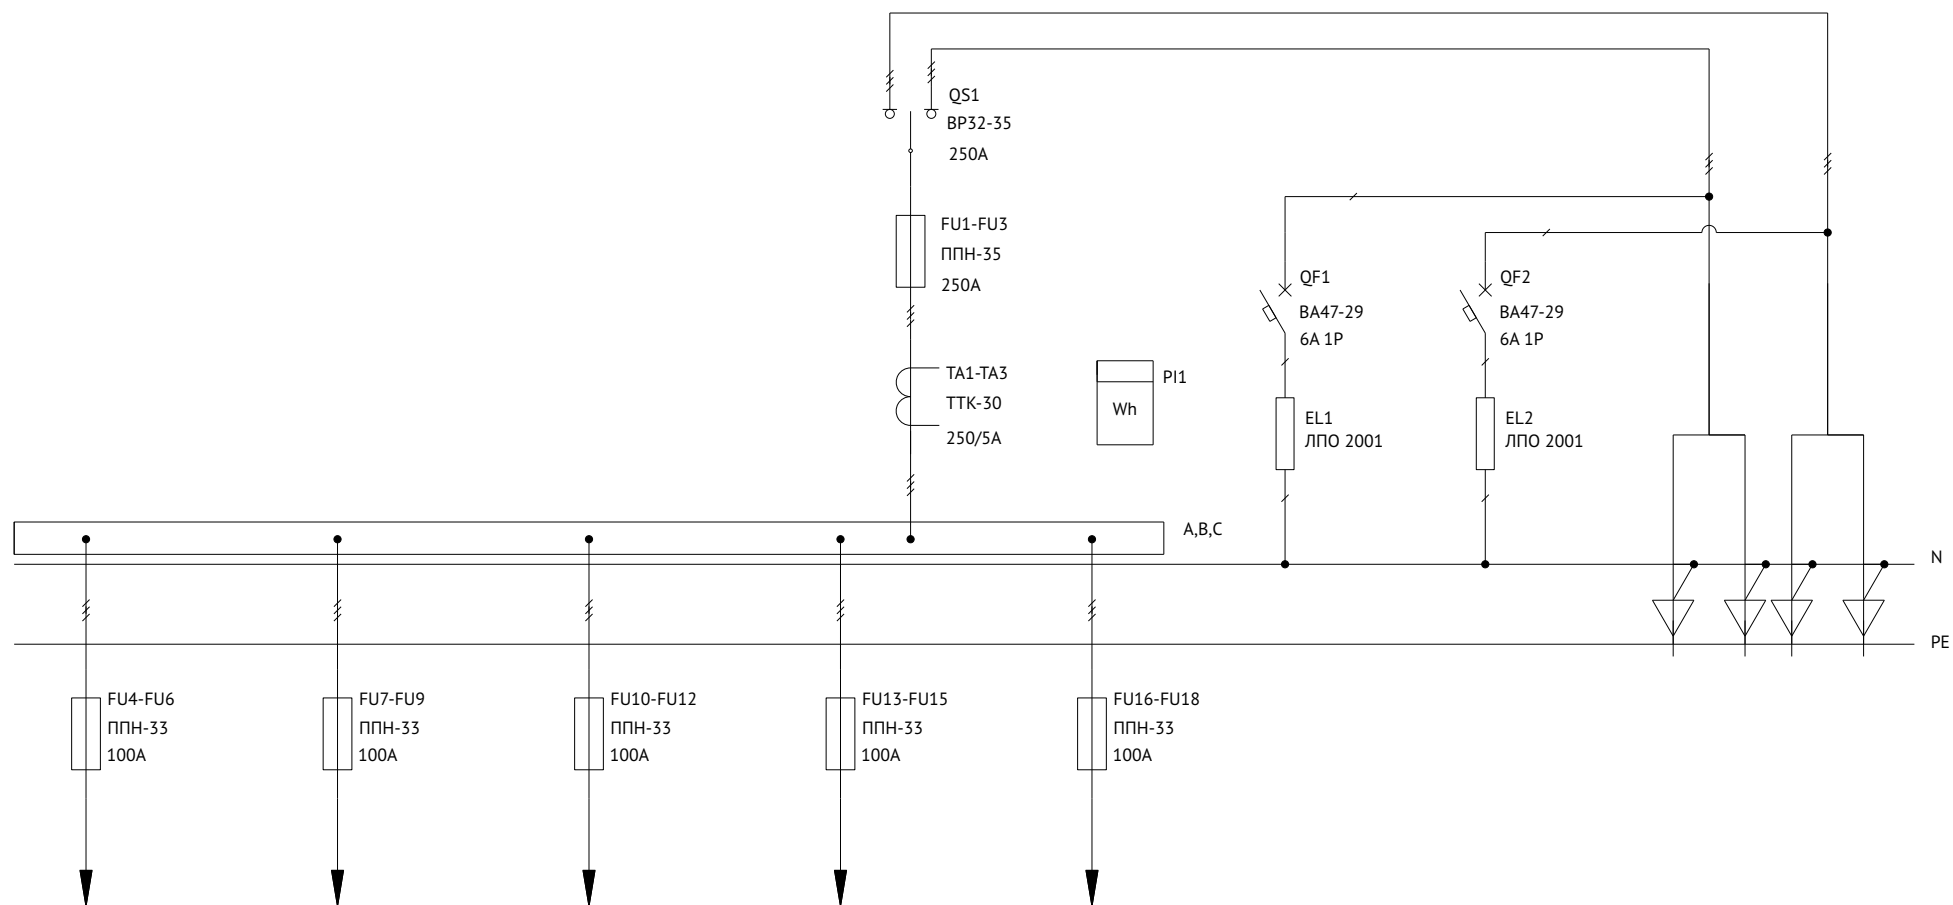 QS1
ВР32-35
250А
FU1-FU3
ППН-35
250А
QF1
ВА47-29
6А 1Р
QF2
ВА47-29
6А 1Р
TA1-TA3
ТТК-30
250/5А
PI1
Wh
EL1
ЛПО 2001
EL2
ЛПО 2001
A,B,C
N
PE
FU4-FU6
ППН-33
100А
FU7-FU9
ППН-33
100А
FU10-FU12
ППН-33
100А
FU13-FU15
ППН-33
100А
FU16-FU18
ППН-33
100А